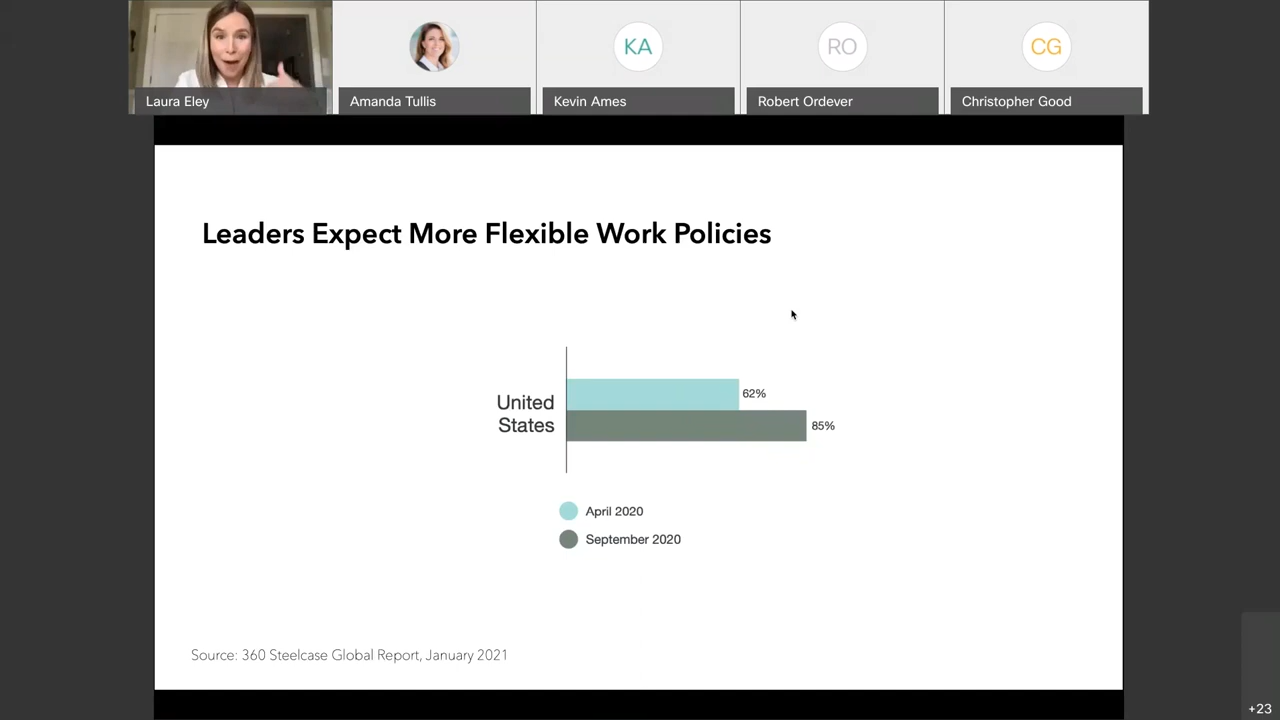 Laura Eley
Amanda Tullis
KA
Kevin Ames
RO
Robert Ordever
CG
Christopher Good
Leaders Expect More Flexible Work Policies
United
States
62%
85%
April 2020
September 2020
Source: 360 Steelcase Global Report, January 2021
+23